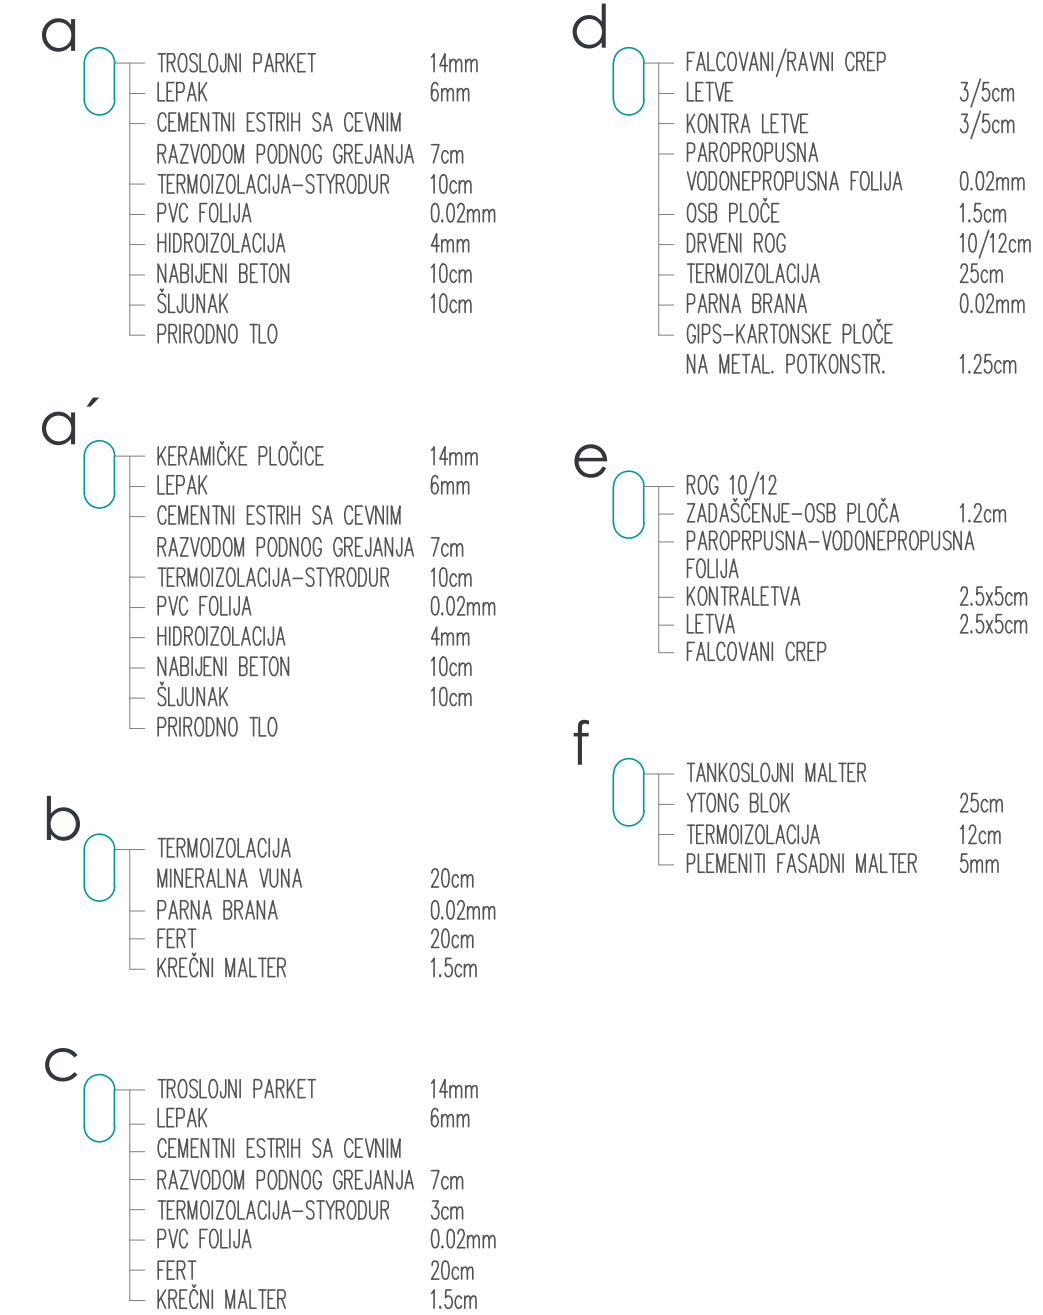 a
TROSLOJNI PARKET 14mm
LEPAK 6mm
CEMENTNI ESTRIH SA CEVNIM
RAZVODOM PODNOG GREJANJA 7cm
TERMOIZOLACIJA-STYRODUR 10cm
PVC FOLIJA 0.02mm
HIDROIZOLACIJA 4mm
NABIJENI BETON 10cm
ŠLJUNAK 10cm
PRIRODNO TLO
a´
KERAMIČKE PLOČICE 14mm
LEPAK 6mm
CEMENTNI ESTRIH SA CEVNIM
RAZVODOM PODNOG GREJANJA 7cm
TERMOIZOLACIJA-STYRODUR 10cm
PVC FOLIJA 0.02mm
HIDROIZOLACIJA 4mm
NABIJENI BETON 10cm
ŠLJUNAK 10cm
PRIRODNO TLO
b
TERMOIZOLACIJA
MINERALNA VUNA 20cm
PARNA BRANA 0.02mm
FERT 20cm
KREČNI MALTER 1.5cm
c
TROSLOJNI PARKET 14mm
LEPAK 6mm
CEMENTNI ESTRIH SA CEVNIM
RAZVODOM PODNOG GREJANJA 7cm
TERMOIZOLACIJA-STYRODUR 3cm
PVC FOLIJA 0.02mm
FERT 20cm
KREČNI MALTER 1.5cm
d
FALCOVANI/RAVNI CREP
LETVE 3/5cm
KONTRA LETVE 3/5cm
PAROPROPUSNA
VODONEPROPUSNA FOLIJA 0.02mm
OSB PLOČE 1.5cm
DRVENI ROG 10/12cm
TERMOIZOLACIJA 25cm
PARNA BRANA 0.02mm
GIPS-KARTONSKE PLOČE
NA METAL. POTKONSTR. 1.25cm
e
ROG 10/12
ZADAŠČENJE-OSB PLOČA 1.2cm
PAROPRPUSNA-VODONEPROPUSNA
FOLIJA
KONTRALETVA 2.5x5cm
LETVA 2.5x5cm
FALCOVANI CREP
f
TANKOSLOJNI MALTER
YTONG BLOK 25cm
TERMOIZOLACIJA 12cm
PLEMENITI FASADNI MALTER 5mm